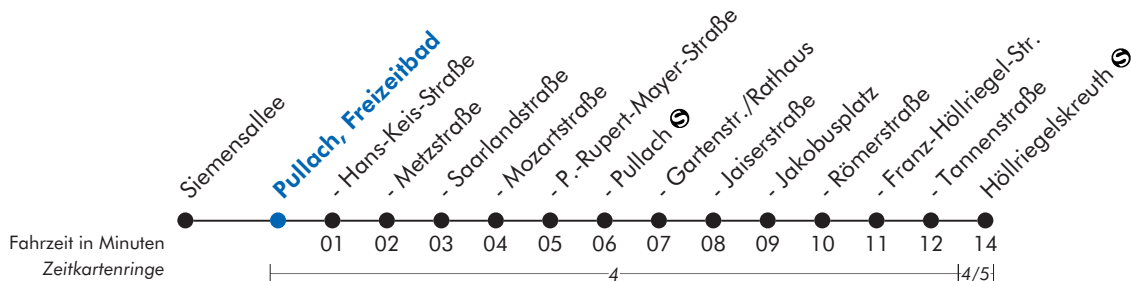 Siemensallee
Pullach, Freizeitbad
- Hans-Keis-Straße
- Metzstraße
- Saarlandstraße
- Mozartstraße
- P.-Rupert-Mayer-Straße
- Pullach S
- Gartenstr./Rathaus
- Jaiserstraße
- Jakobusplatz
- Römerstraße
- Franz-Höllriegel-Str.
- Tannenstraße
Höllriegelskreuth S
Fahrzeit in Minuten 01 02 03 04 05 06 07 08 09 10 11 12 14
Zeitkartenringe 4 4/5